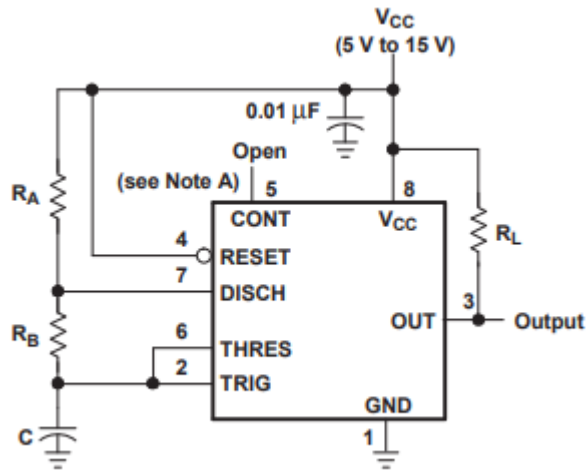 VCC
(5 V to 15 V)
0.01 μF
Open
(see Note A)
5
8
RA
CONT
VCC
RL
4
RESET
7
DISCH
3
OUT
Output
RB
6
THRES
2
TRIG
GND
C
1